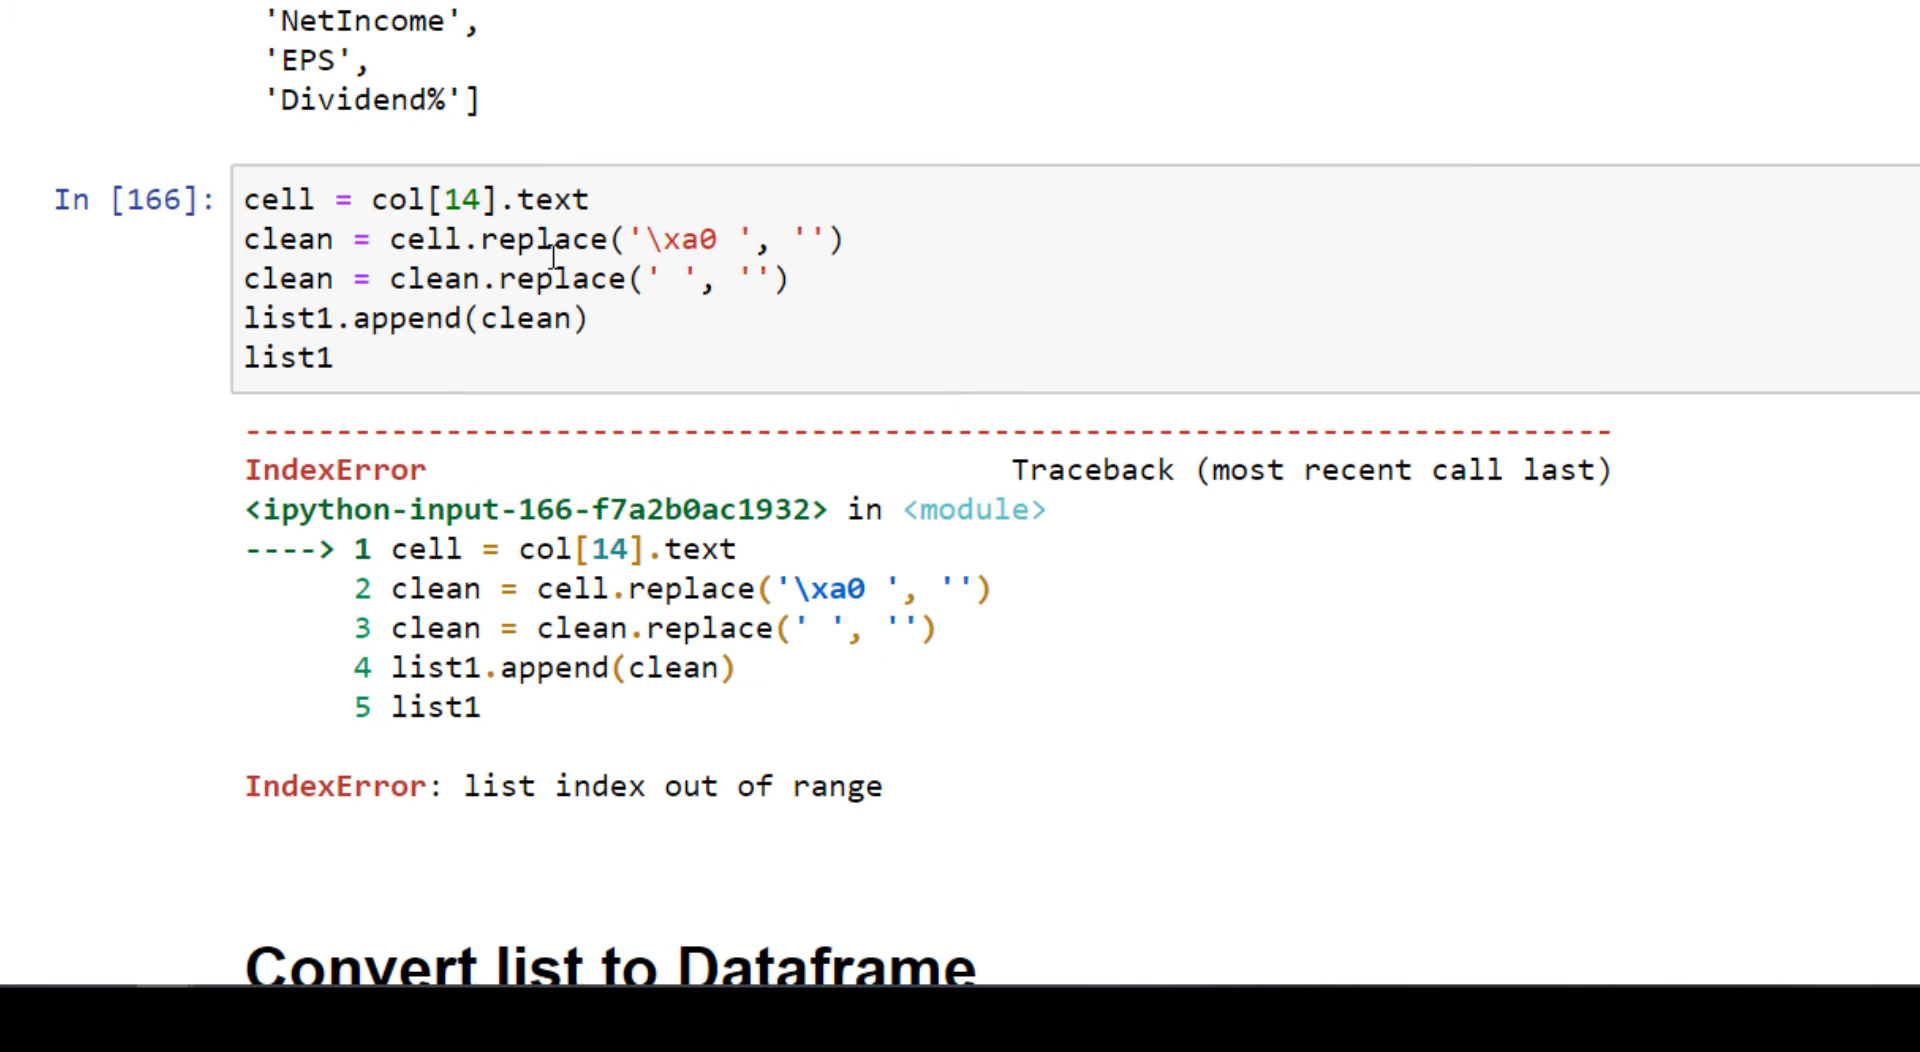 'NetIncome',
'EPS',
'Dividend%']
In [166]: cell = col[14].text
clean = cell.replace('\xa0 ', '')
clean = clean.replace(' ', '')
list1.append(clean)
list1
---------------------------------------------------------------------------
IndexError Traceback (most recent call last)
<ipython-input-166-f7a2b0ac1932> in <module>
----> 1 cell = col[14].text
2 clean = cell.replace('\xa0 ', '')
3 clean = clean.replace(' ', '')
4 list1.append(clean)
5 list1
IndexError: list index out of range
Convert list to Dataframe